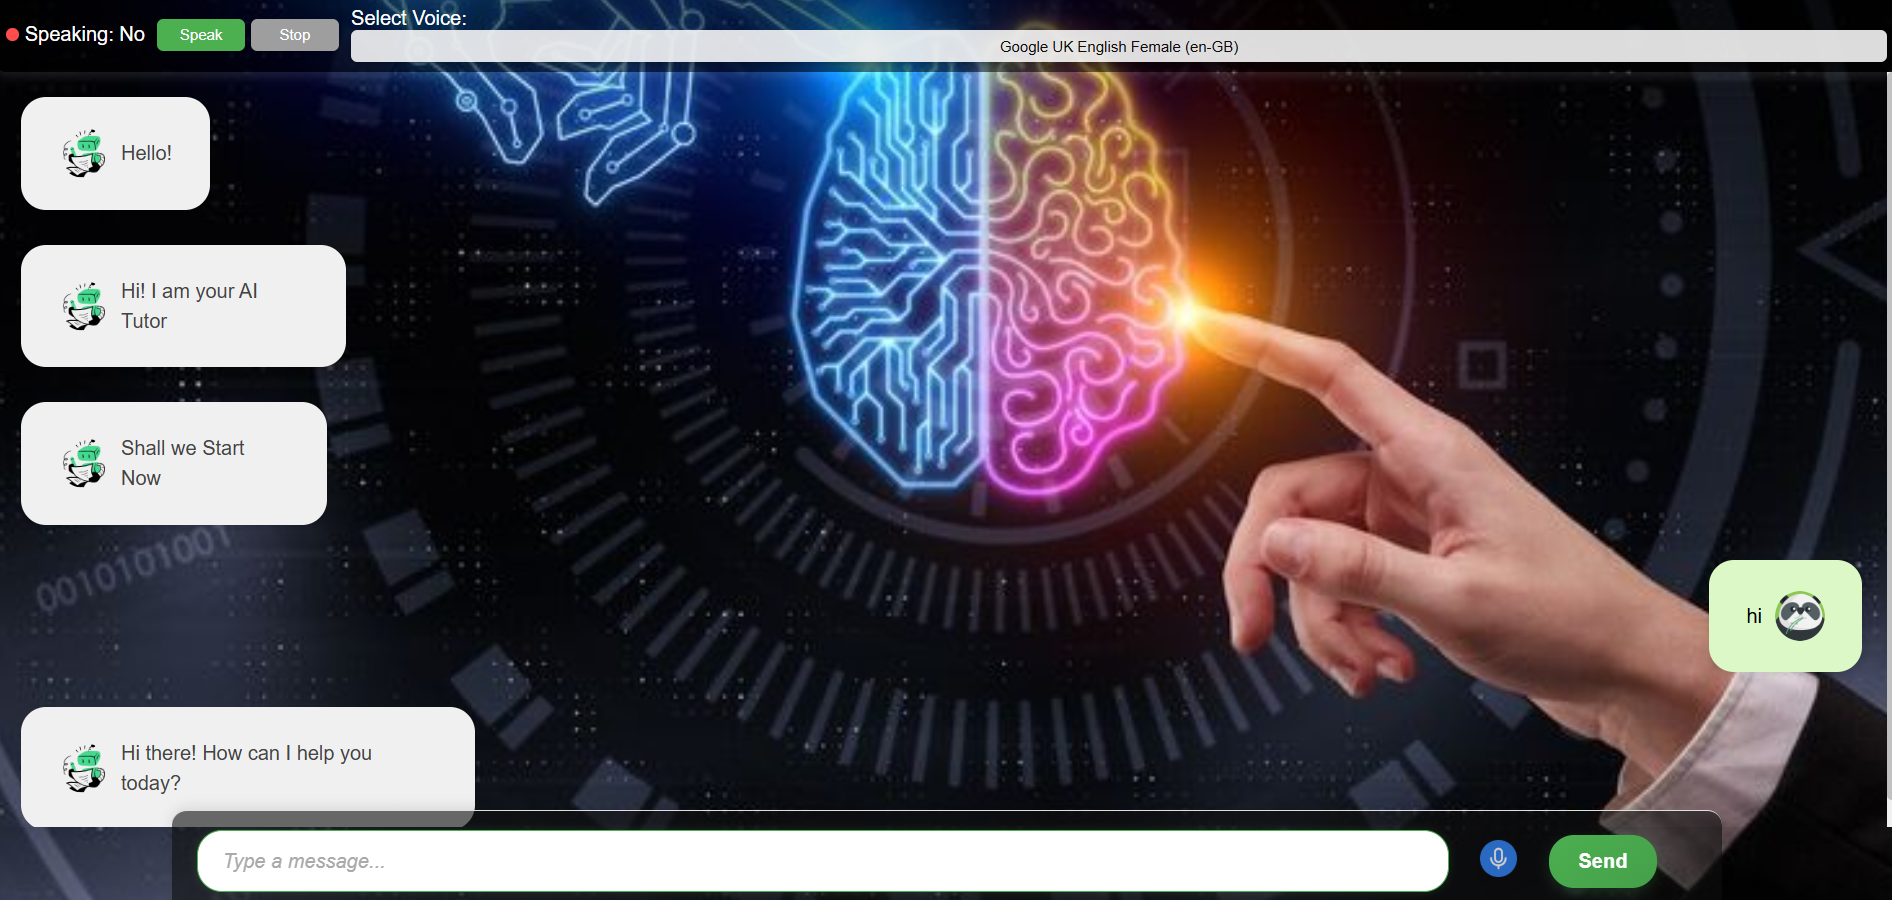 Speaking: No
Speak
Stop
Select Voice:
Google UK English Female (en-GB)
Hello!
Hi! I am your AI
Tutor
Shall we Start
Now
0010101001
hi
Hi there! How can I help you
today?
Type a message...
Send